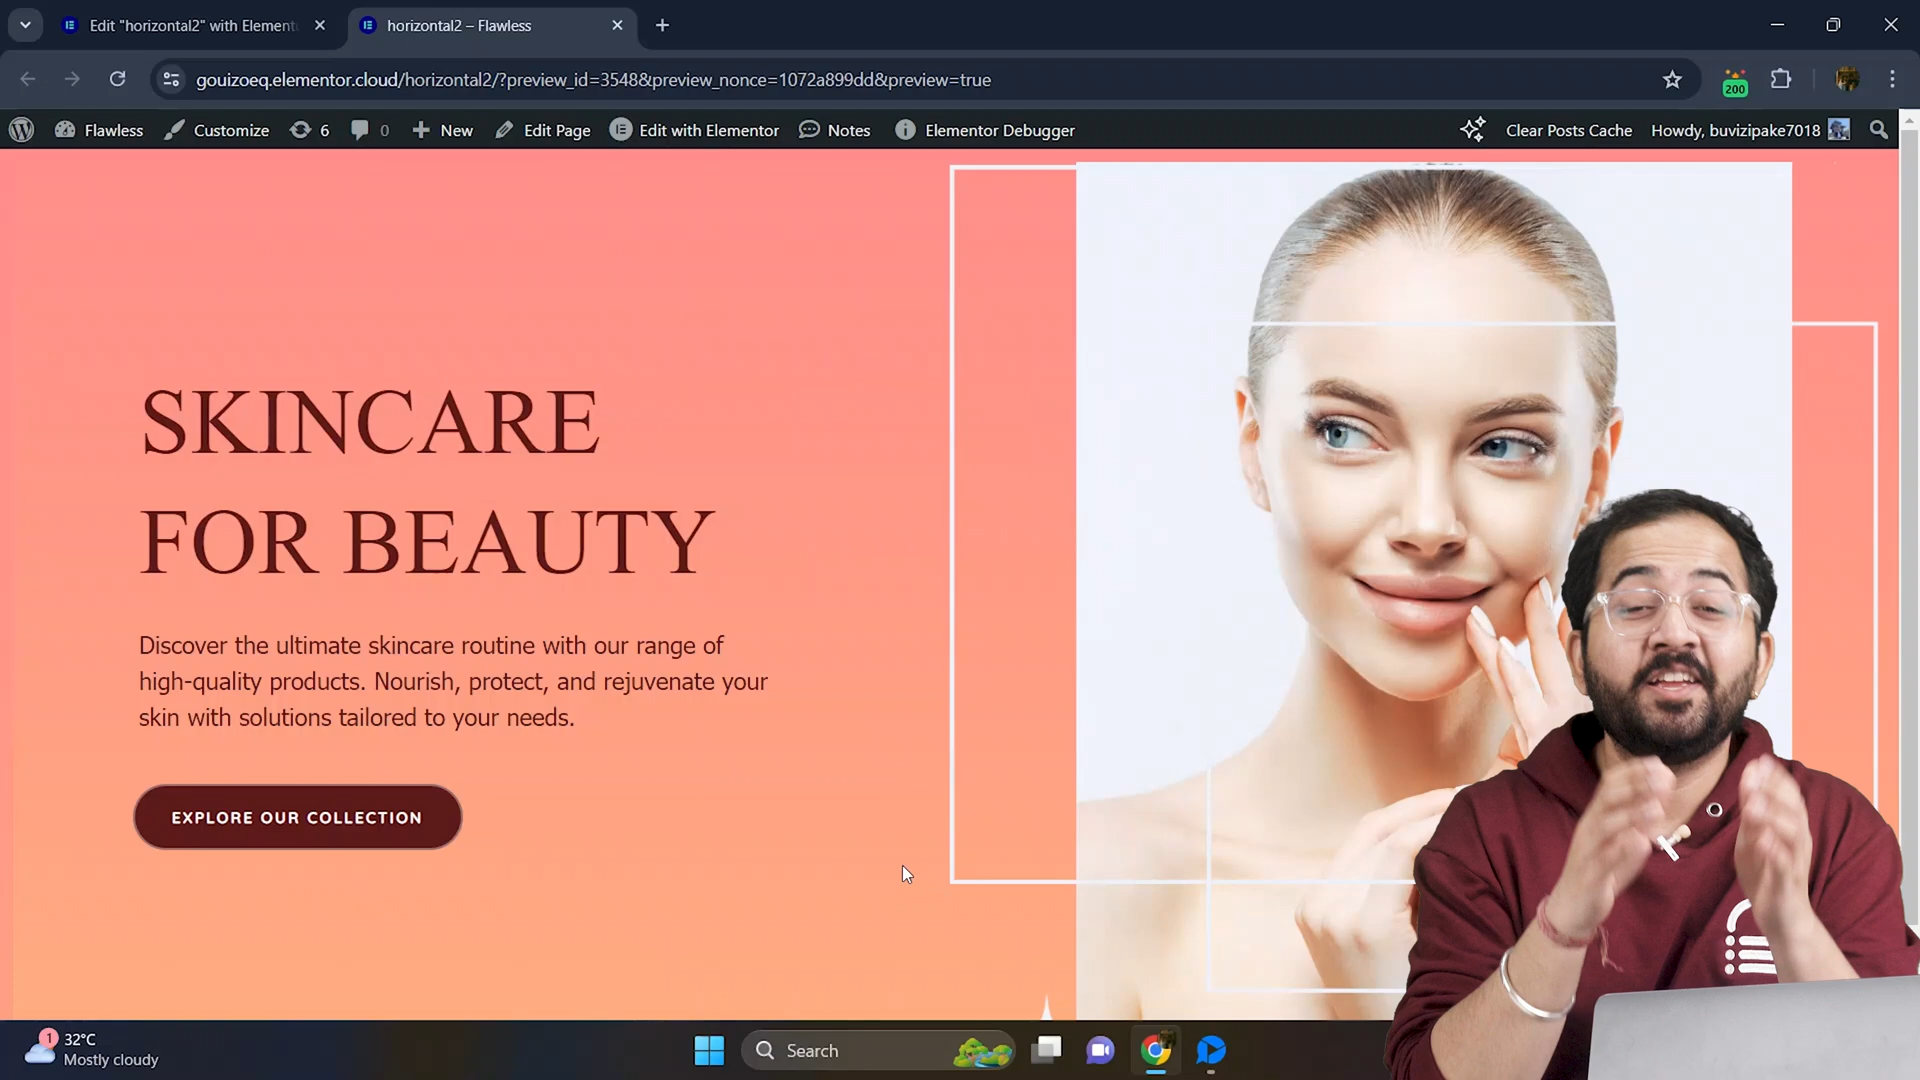 Edit "horizontal2" with Element
horizontal2 – Flawless
gouizoeq.elementor.cloud/horizontal2/?preview_id=3548&preview_nonce=1072a899dd&preview=true
200
Flawless
Customize
6
0
New
Edit Page
Edit with Elementor
Notes
Elementor Debugger
Clear Posts Cache
Howdy, buvizipake7018
SKINCARE
FOR BEAUTY
Discover the ultimate skincare routine with our range of
high-quality products. Nourish, protect, and rejuvenate your
skin with solutions tailored to your needs.
EXPLORE OUR COLLECTION
1
32°C
Mostly cloudy
Search